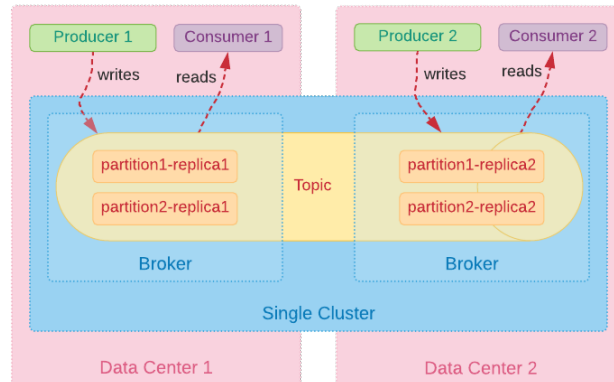 Producer 1
Consumer 1
Producer 2
Consumer 2
writes
reads
writes
reads
partition1-replica1
partition1-replica2
Topic
partition2-replica1
partition2-replica2
Broker
Broker
Single Cluster
Data Center 1
Data Center 2